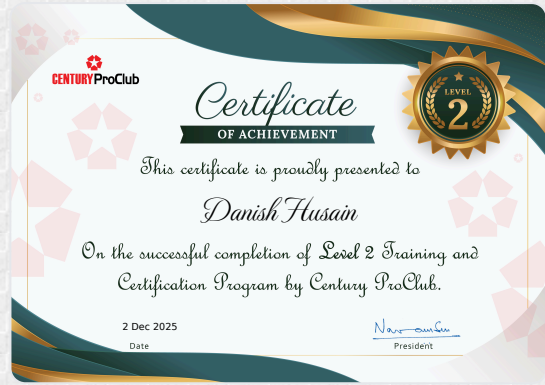 CENTURY ProClub
Certificate
OF ACHIEVEMENT
LEVEL
2
This certificate is proudly presented to
Danish Husain
On the successful completion of Level 2 Training and
Certification Program by Century ProClub.
2 Dec 2025
Date
President